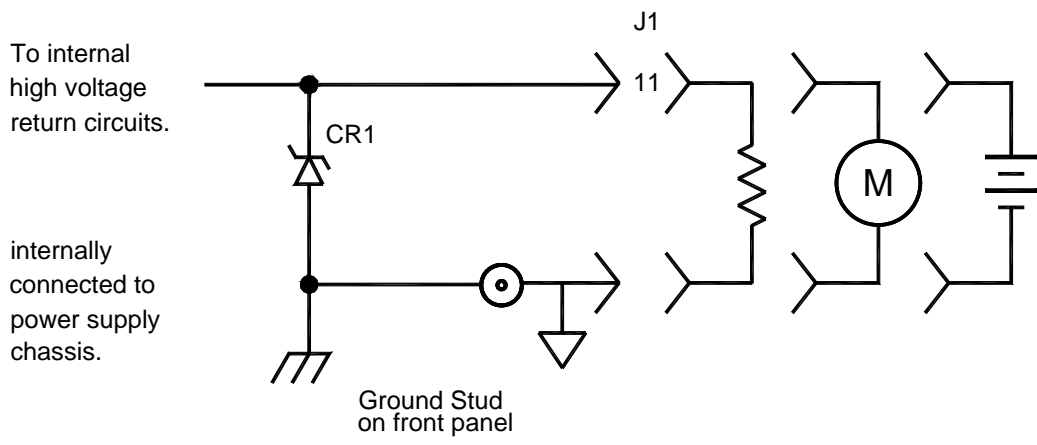 To internal
high voltage
return circuits.
J1
11
CR1
M
internally
connected to
power supply
chassis.
Ground Stud
on front panel